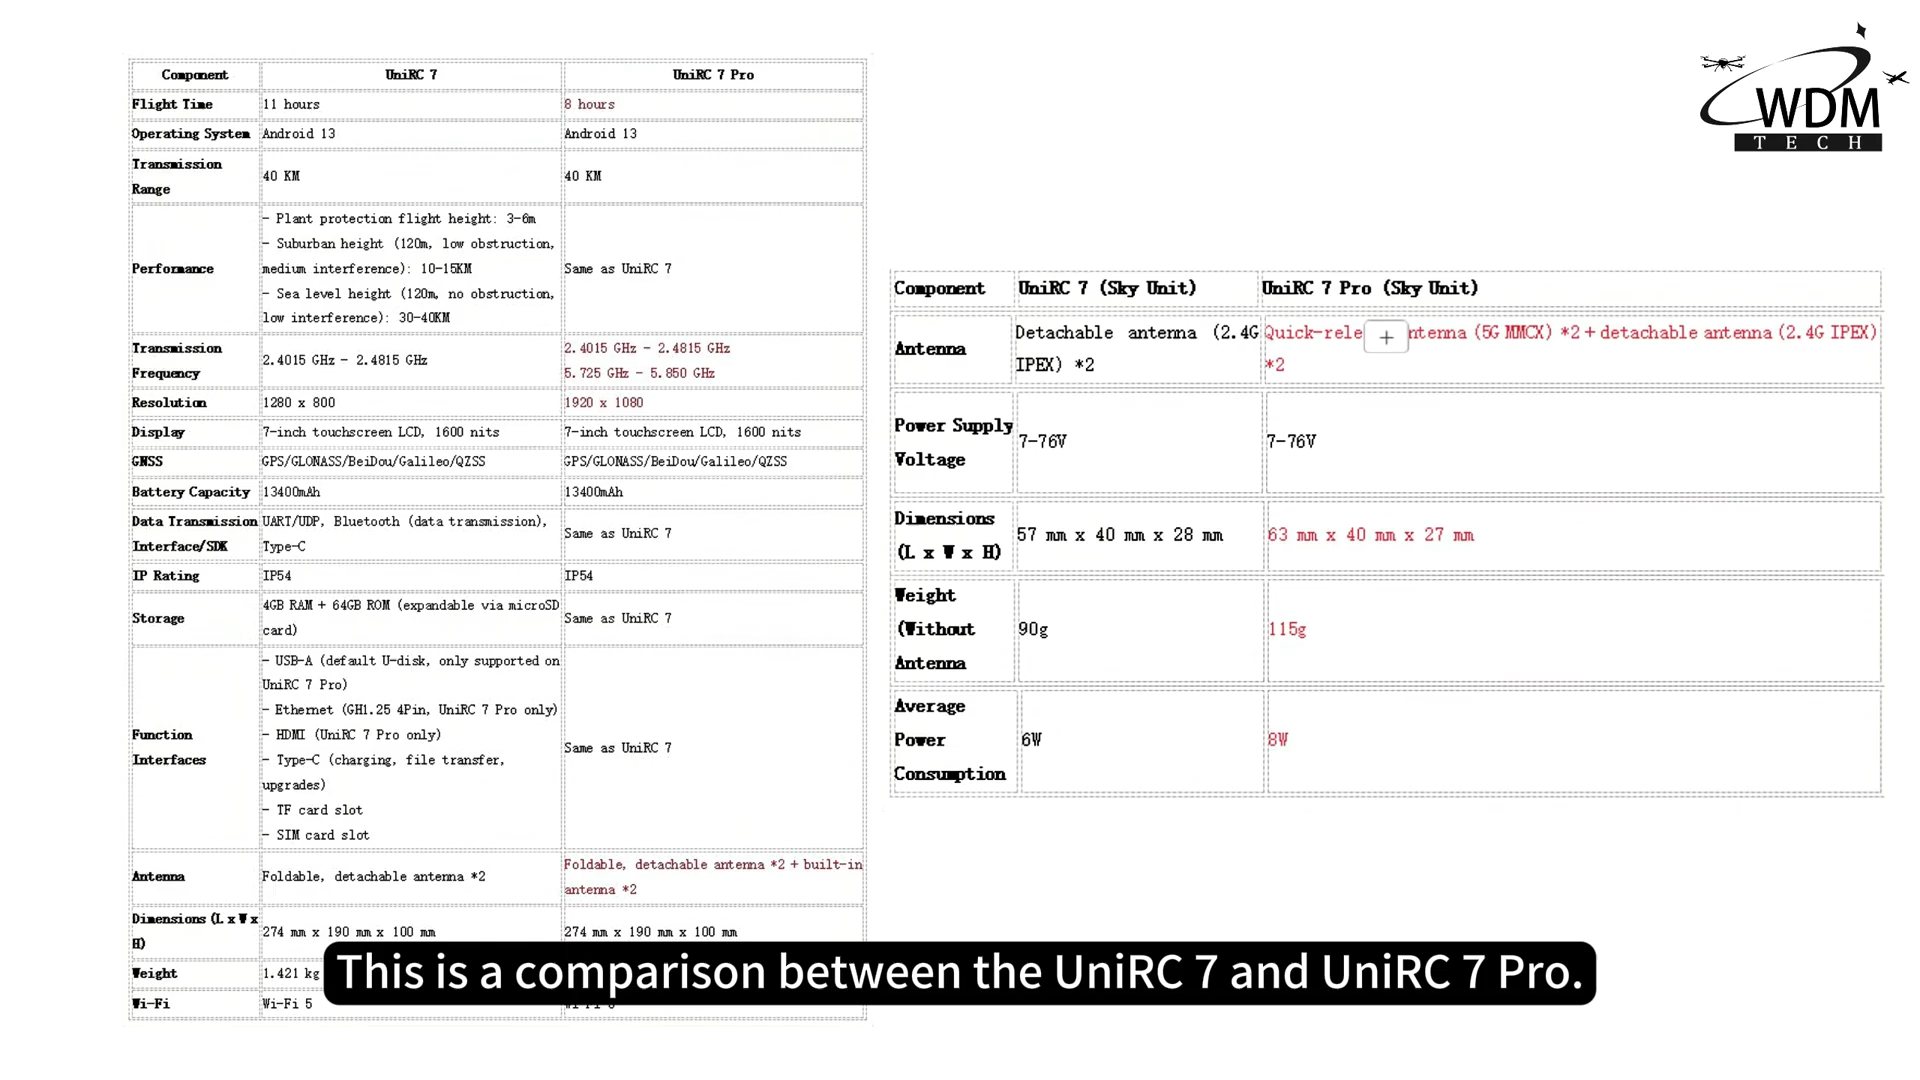 WDM
TECH
Component UniRC 7 UniRC 7 Pro
Flight Time 11 hours 8 hours
Operating System Android 13 Android 13
Transmission
Range 40 KM 40 KM
Performance
- Plant protection flight height: 3-6m
- Suburban height (120m, low obstruction,
medium interference): 10-15KM
- Sea level height (120m, no obstruction,
low interference): 30-40KM
Same as UniRC 7
Transmission
Frequency
2.4015 GHz - 2.4815 GHz
2.4015 GHz - 2.4815 GHz
5.725 GHz - 5.850 GHz
Resolution 1280 x 800 1920 x 1080
Display 7-inch touchscreen LCD, 1600 nits 7-inch touchscreen LCD, 1600 nits
GNSS GPS/GLONASS/BeiDou/Galileo/QZSS GPS/GLONASS/BeiDou/Galileo/QZSS
Battery Capacity 13400mAh 13400mAh
Data Transmission
Interface/SDK
UART/UDP, Bluetooth (data transmission),
Type-C
Same as UniRC 7
IP Rating IP54 IP54
Storage
4GB RAM + 64GB ROM (expandable via microSD
card)
Same as UniRC 7
Function
Interfaces
- USB-A (default U-disk, only supported on
UniRC 7 Pro)
- Ethernet (GH1.25 4Pin, UniRC 7 Pro only)
- HDMI (UniRC 7 Pro only)
- Type-C (charging, file transfer,
upgrades)
- TF card slot
- SIM card slot
Same as UniRC 7
Antenna
Foldable, detachable antenna *2
Foldable, detachable antenna *2 + built-in
antenna *2
Dimensions (L x W x
H)
274 mm x 190 mm x 100 mm 274 mm x 190 mm x 100 mm
Weight 1.421 kg
Wi-Fi Wi-Fi 5
Component UniRC 7 (Sky Unit) UniRC 7 Pro (Sky Unit)
Antenna
Detachable antenna (2.4G
IPEX) *2
Quick-rele ntenna (5G MMCX) *2 + detachable antenna (2.4G IPEX)
*2
Power Supply
Voltage
7-76V 7-76V
Dimensions
(L x W x H)
57 mm x 40 mm x 28 mm 63 mm x 40 mm x 27 mm
Weight
(Without
Antenna
90g 115g
Average
Power
Consumption
6W 8W
This is a comparison between the UniRC 7 and UniRC 7 Pro.